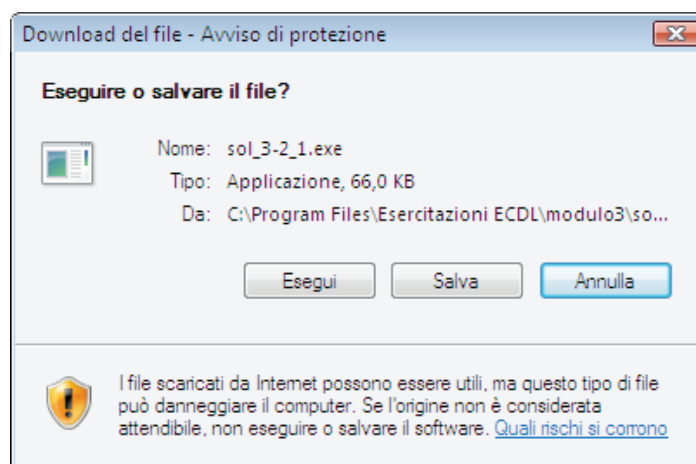 Download del file - Avviso di protezione
Eseguire o salvare il file?
Nome: sol_3-2_1.exe
Tipo: Applicazione, 66,0 KB
Da: C:\Program Files\Esercitazioni ECDL\modulo3\so...
Esegui Salva Annulla
I file scaricati da Internet possono essere utili, ma questo tipo di file
può danneggiare il computer. Se l'origine non è considerata
attendibile, non eseguire o salvare il software. Quali rischi si corrono